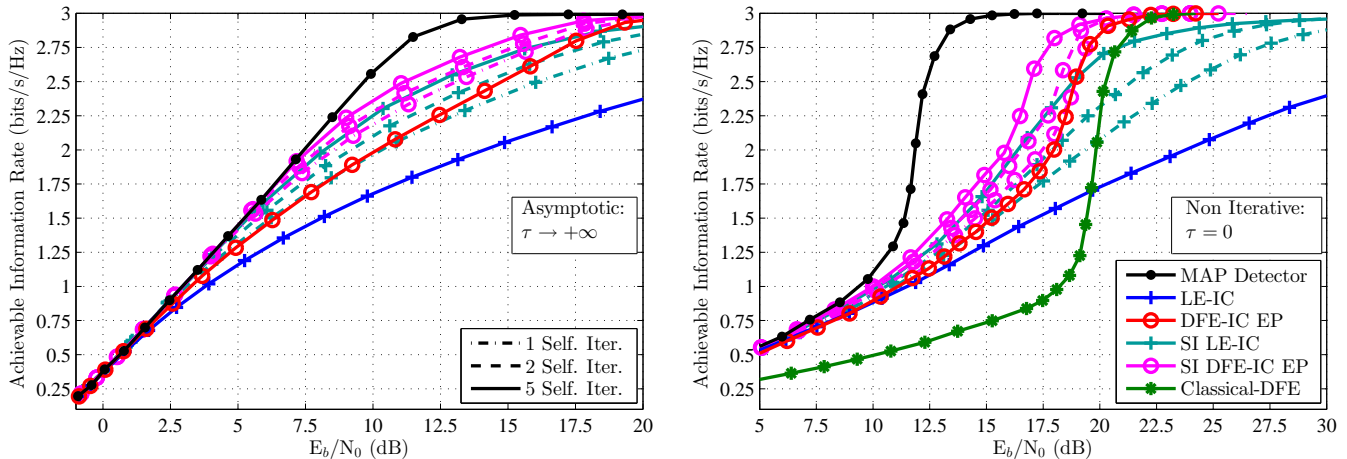 Achievable Information Rate (bits/s/Hz)
3
2.75
2.5
2.25
2
1.75
1.5
1.25
1
0.75
0.5
0.25
Asymptotic:
τ → +∞
1 Self. Iter.
2 Self. Iter.
5 Self. Iter.
0 2.5 5 7.5 10 12.5 15 17.5 20
E_b/N_0 (dB)
Achievable Information Rate (bits/s/Hz)
3
2.75
2.5
2.25
2
1.75
1.5
1.25
1
0.75
0.5
0.25
Non Iterative:
τ = 0
MAP Detector
LE-IC
DFE-IC EP
SI LE-IC
SI DFE-IC EP
Classical-DFE
5 7.5 10 12.5 15 17.5 20 22.5 25 27.5 30
E_b/N_0 (dB)